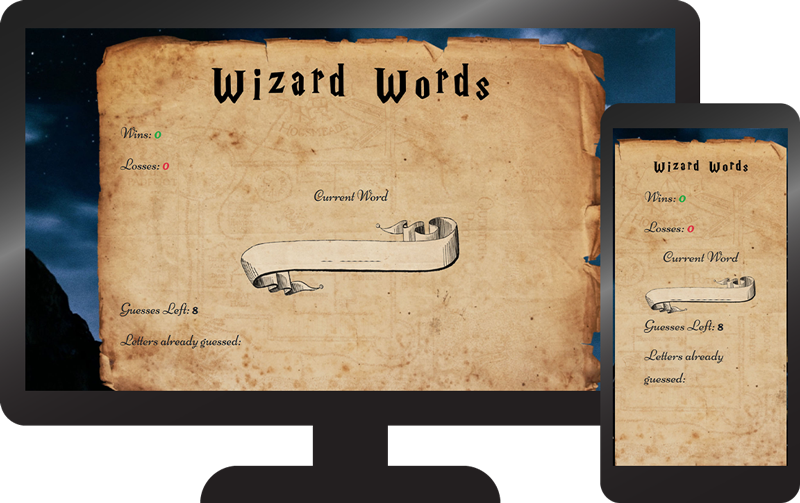 Wizard Words
Wins: 0
Losses: 0
Current Word
Guesses Left: 8
Letters already guessed:
Wizard Words
Wins: 0
Losses: 0
Current Word
Guesses Left: 8
Letters already
guessed: